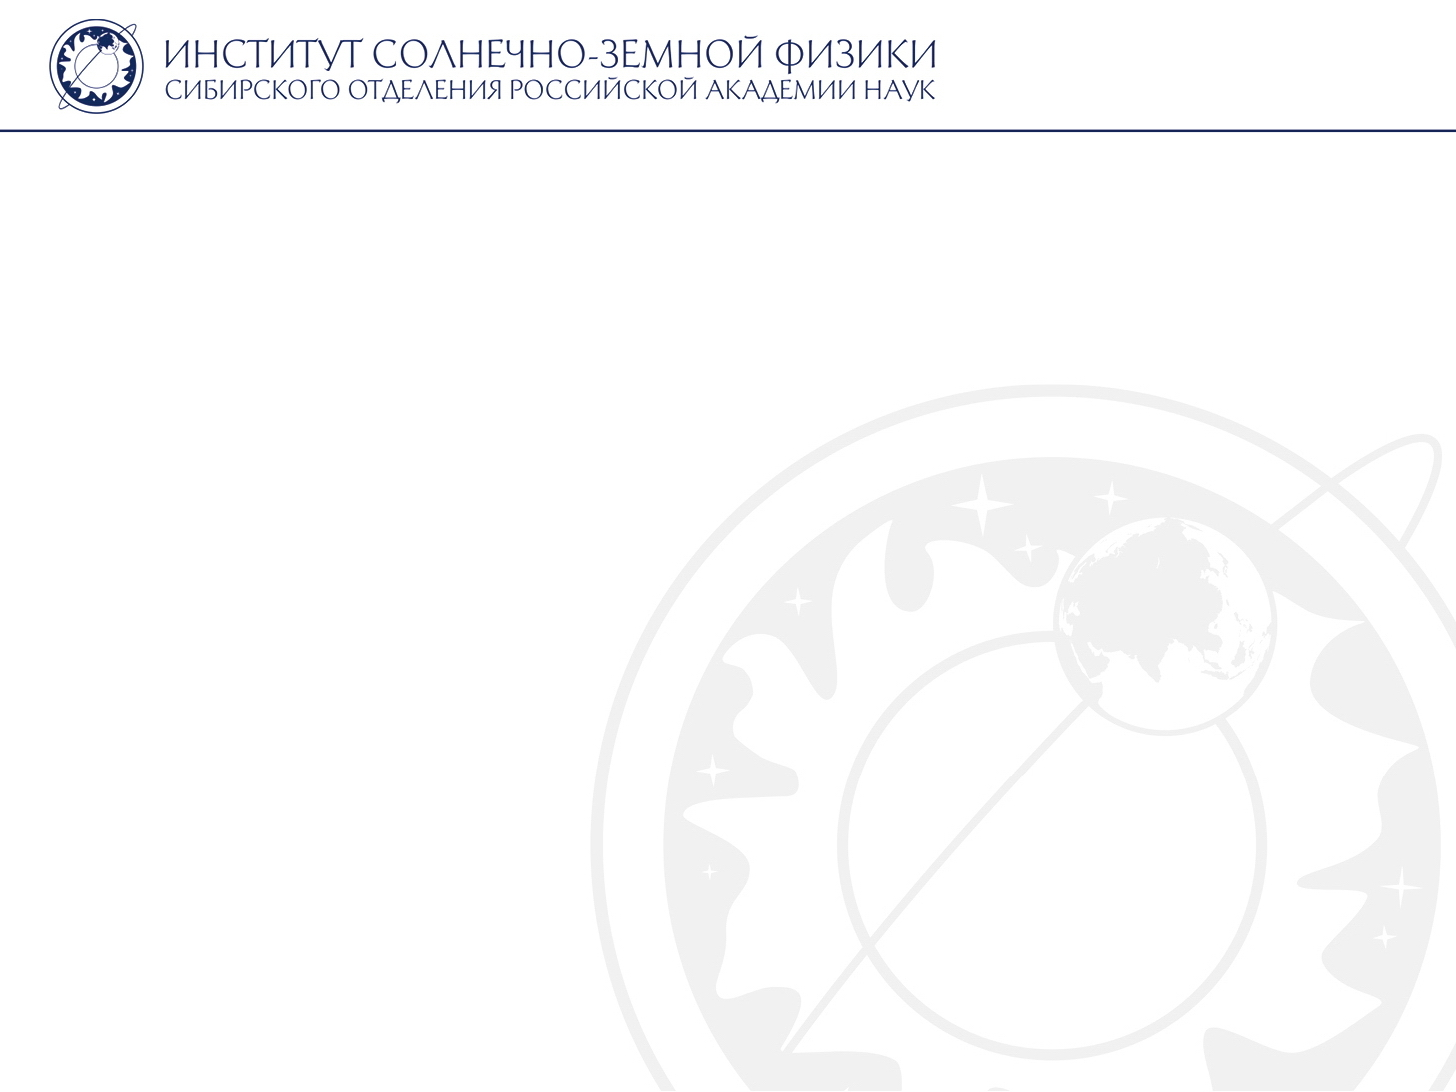 ИНСТИТУТ СОЛНЕЧНО-ЗЕМНОЙ ФИЗИКИ
СИБИРСКОГО ОТДЕЛЕНИЯ РОССИЙСКОЙ АКАДЕМИИ НАУК